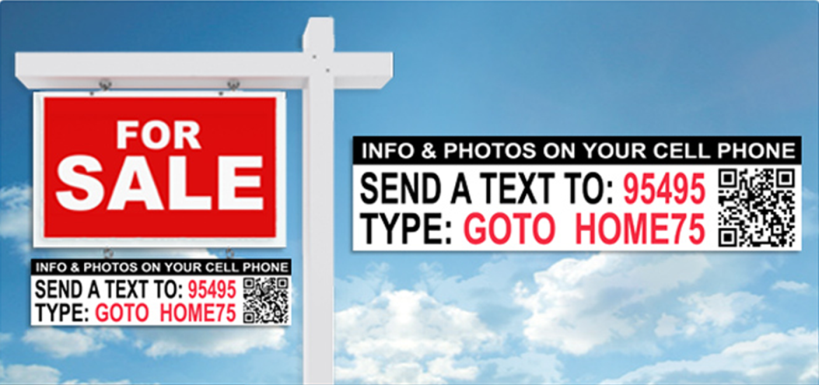 FOR
SALE
INFO & PHOTOS ON YOUR CELL PHONE
SEND A TEXT TO: 95495
TYPE: GOTO HOME75
INFO & PHOTOS ON YOUR CELL PHONE
SEND A TEXT TO: 95495
TYPE: GOTO HOME75